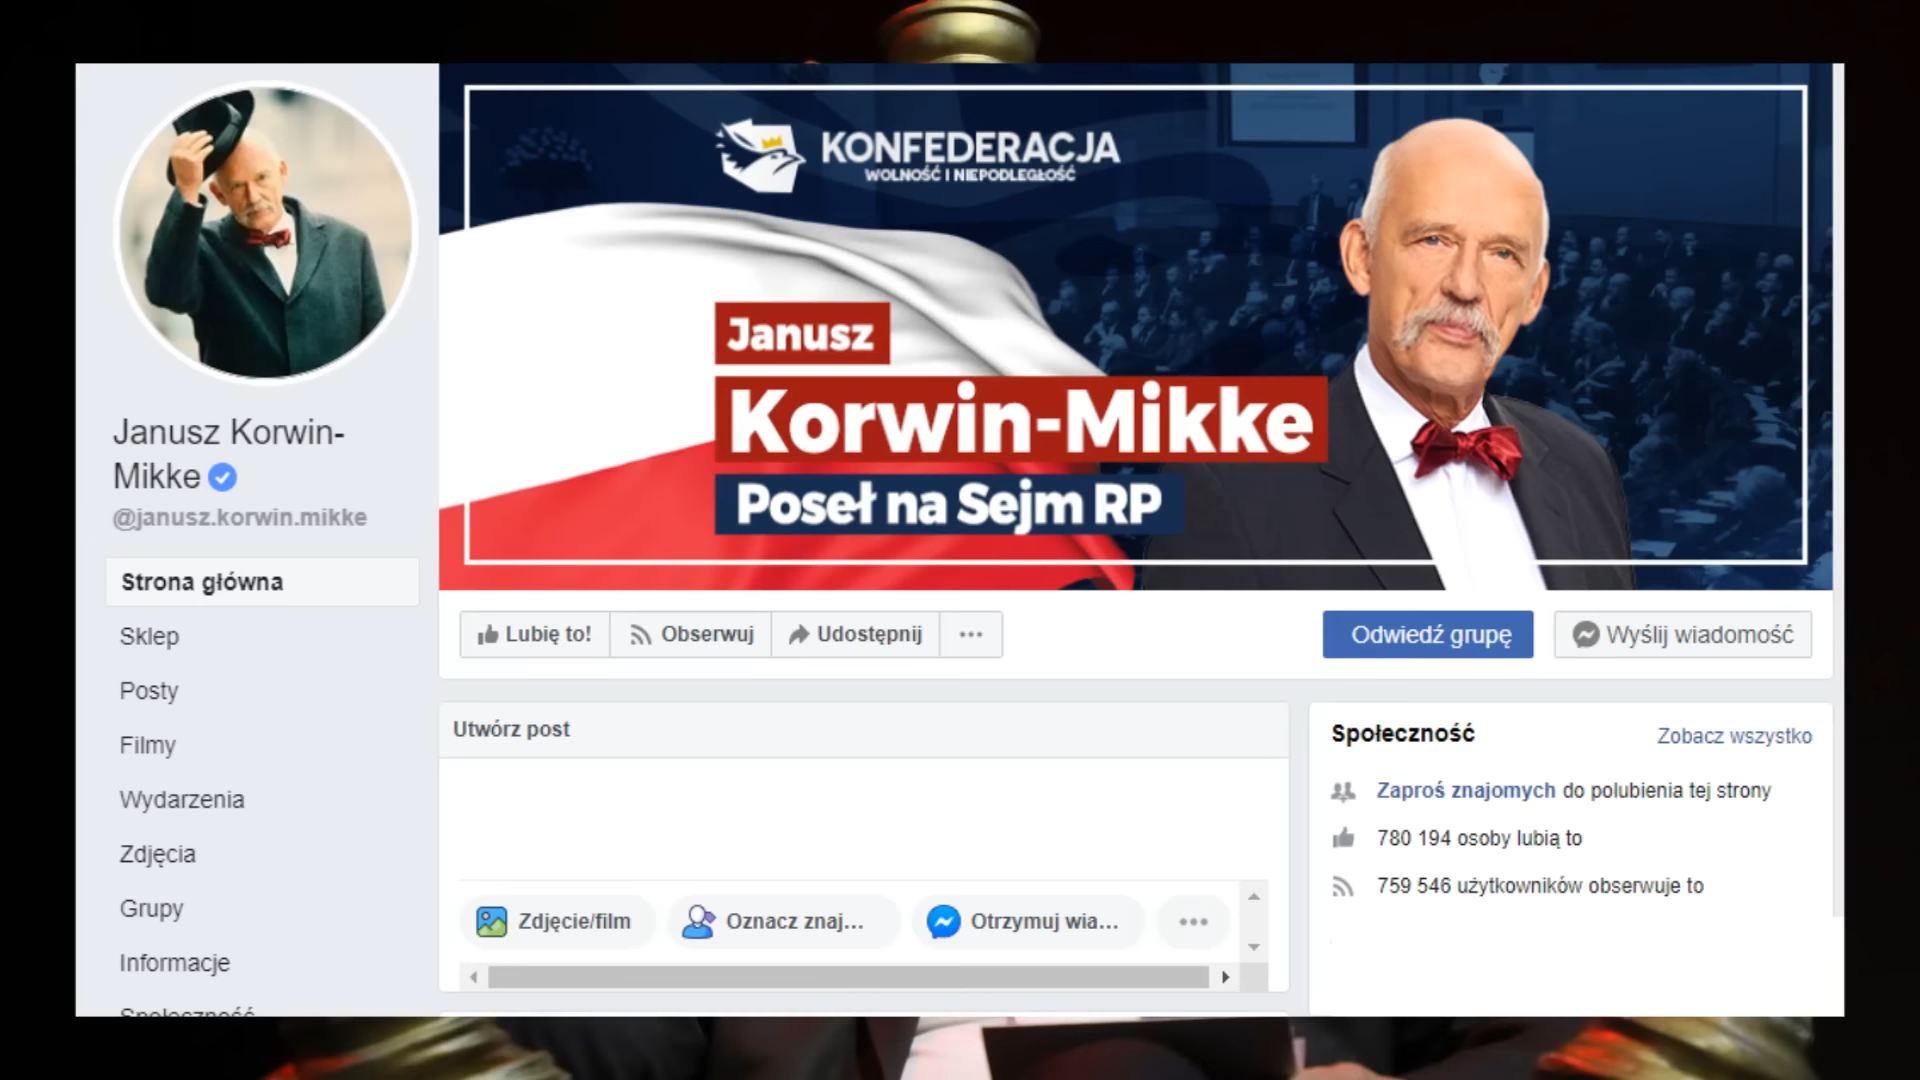 Janusz Korwin-
Mikke
@janusz.korwin.mikke
Strona główna
Sklep
Posty
Filmy
Wydarzenia
Zdjęcia
Grupy
Informacje
Społeczność
KONFEDERACJA
WOLNOŚĆ I NIEPODLEGŁOŚĆ
Janusz
Korwin-Mikke
Poseł na Sejm RP
Lubię to!
Obserwuj
Udostępnij
Odwiedź grupę
Wyślij wiadomość
Utwórz post
Zdjęcie/film
Oznacz znaj...
Otrzymuj wia...
Społeczność
Zobacz wszystko
Zaproś znajomych do polubienia tej strony
780 194 osoby lubią to
759 546 użytkowników obserwuje to